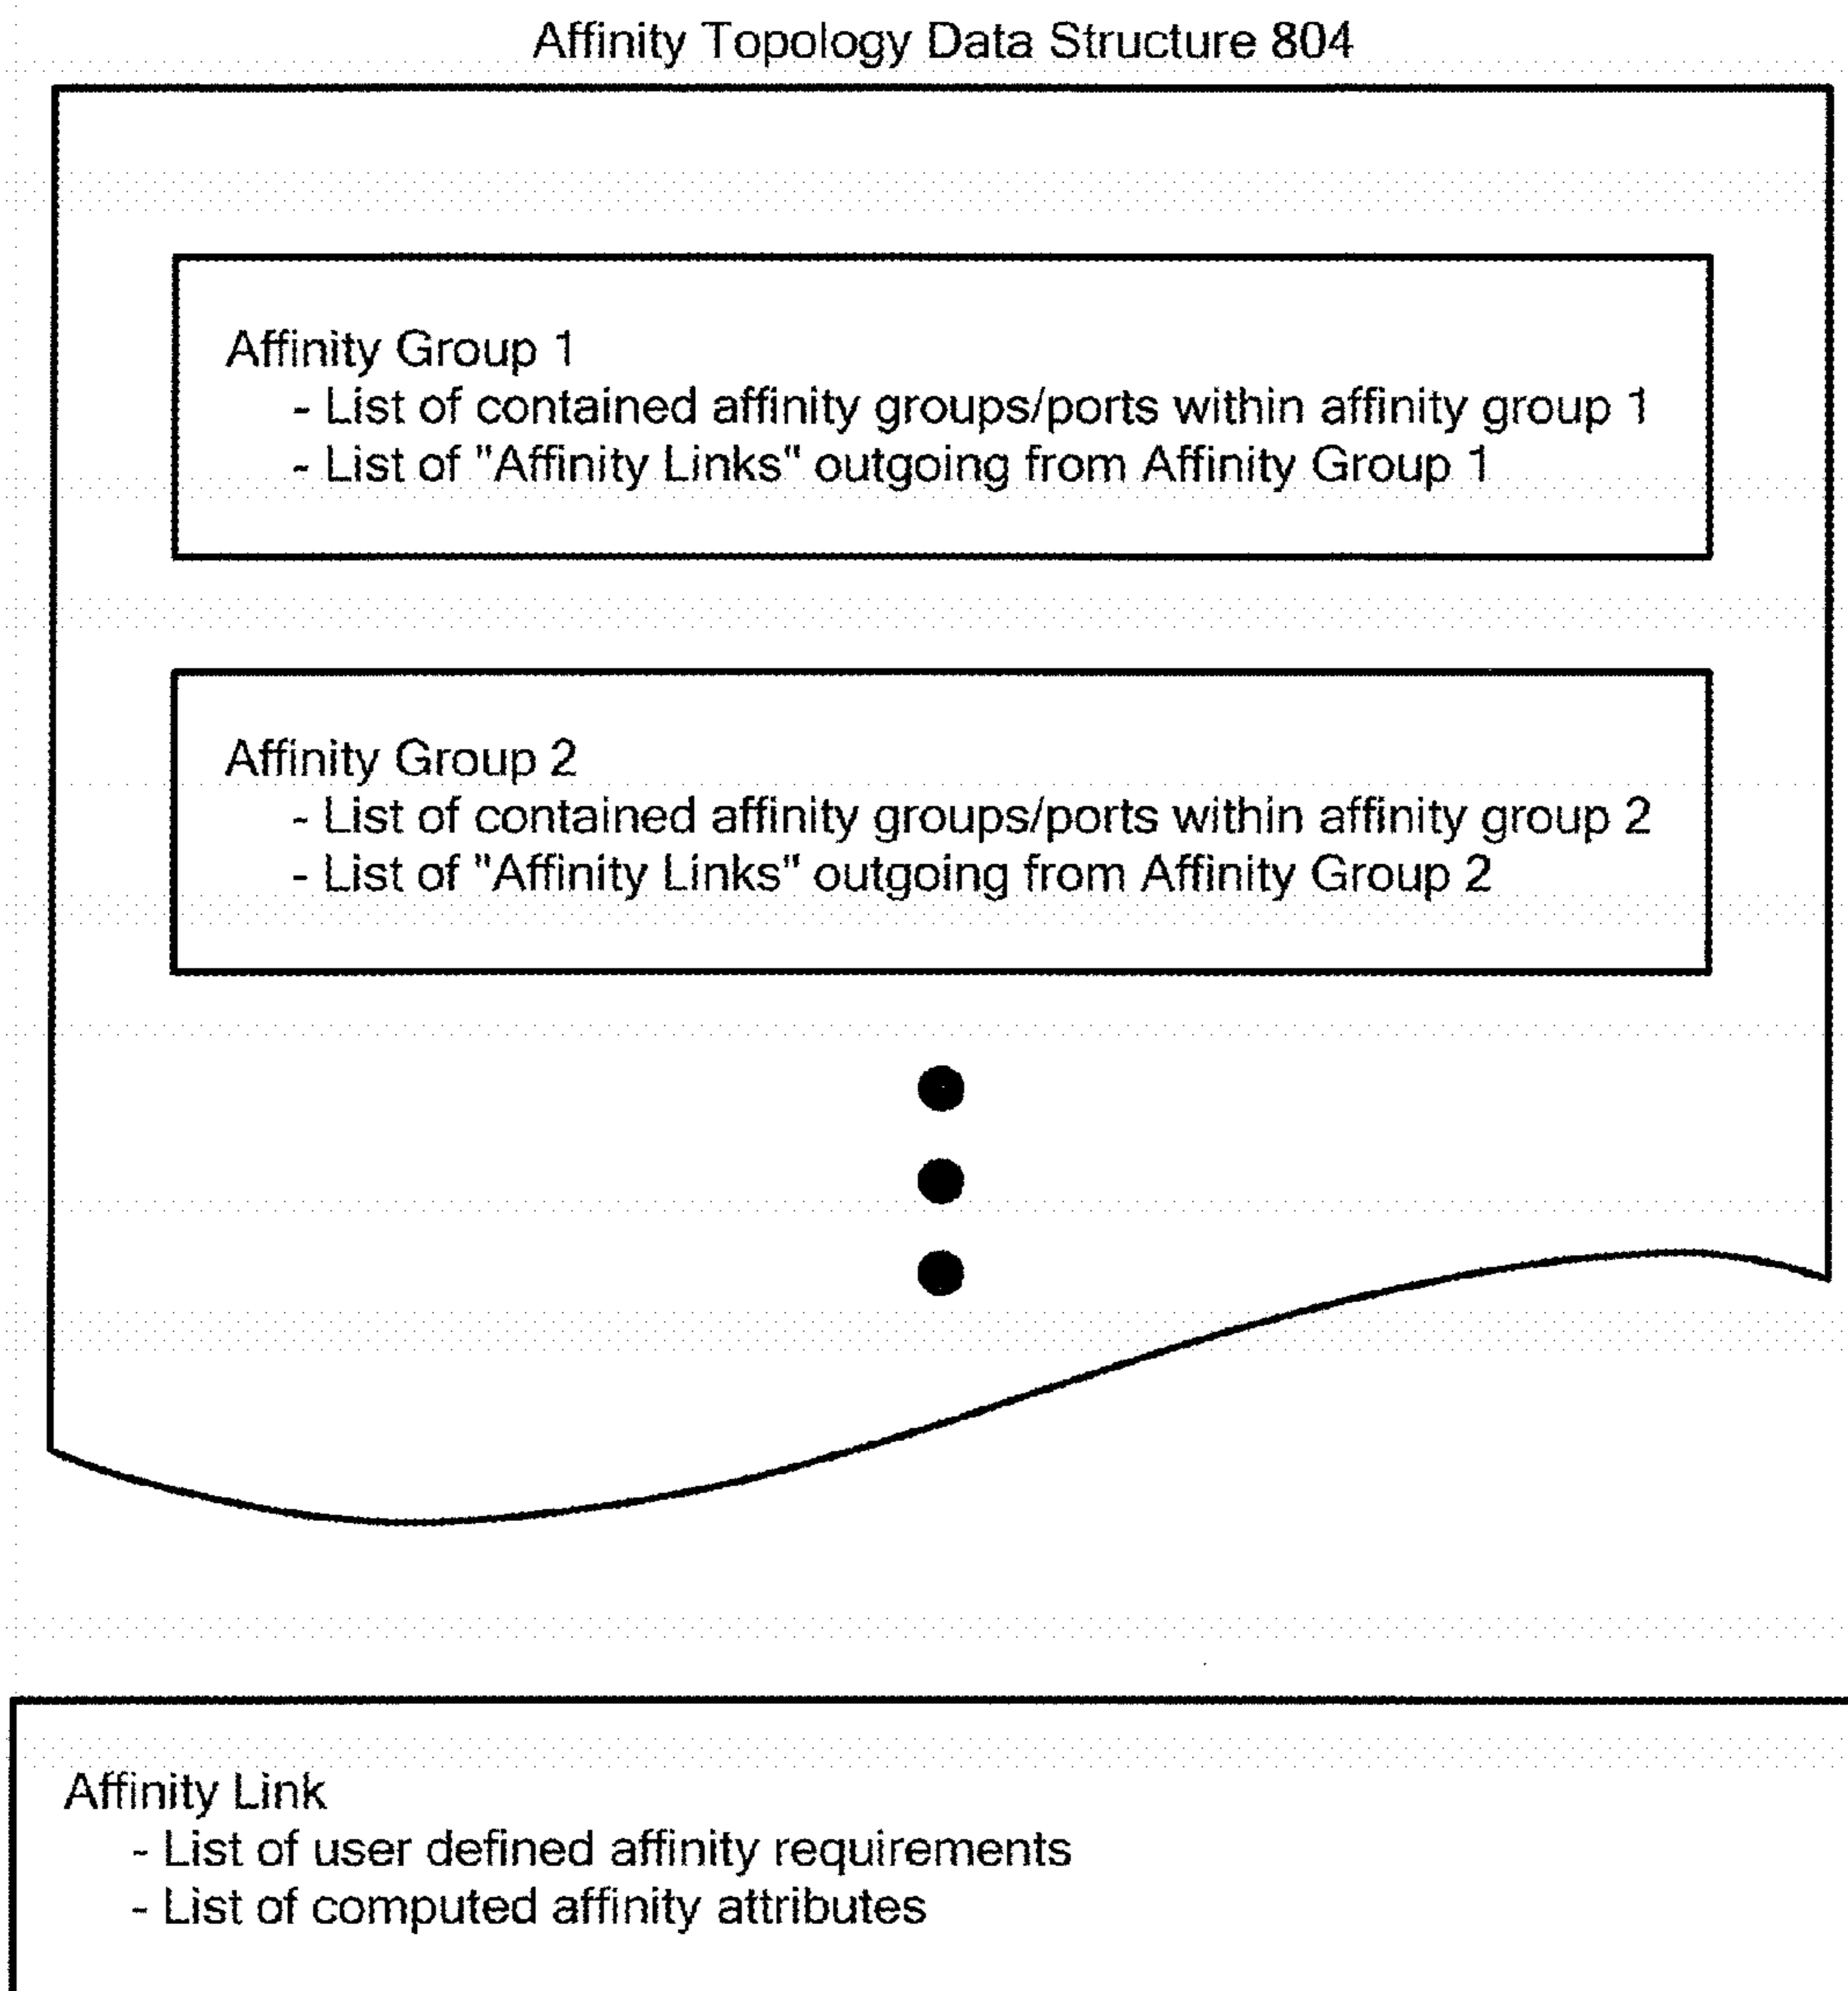 Affinity Topology Data Structure 804
Affinity Group 1
- List of contained affinity groups/ports within affinity group 1
- List of "Affinity Links" outgoing from Affinity Group 1
Affinity Group 2
- List of contained affinity groups/ports within affinity group 2
- List of "Affinity Links" outgoing from Affinity Group 2
Affinity Link
- List of user defined affinity requirements
- List of computed affinity attributes